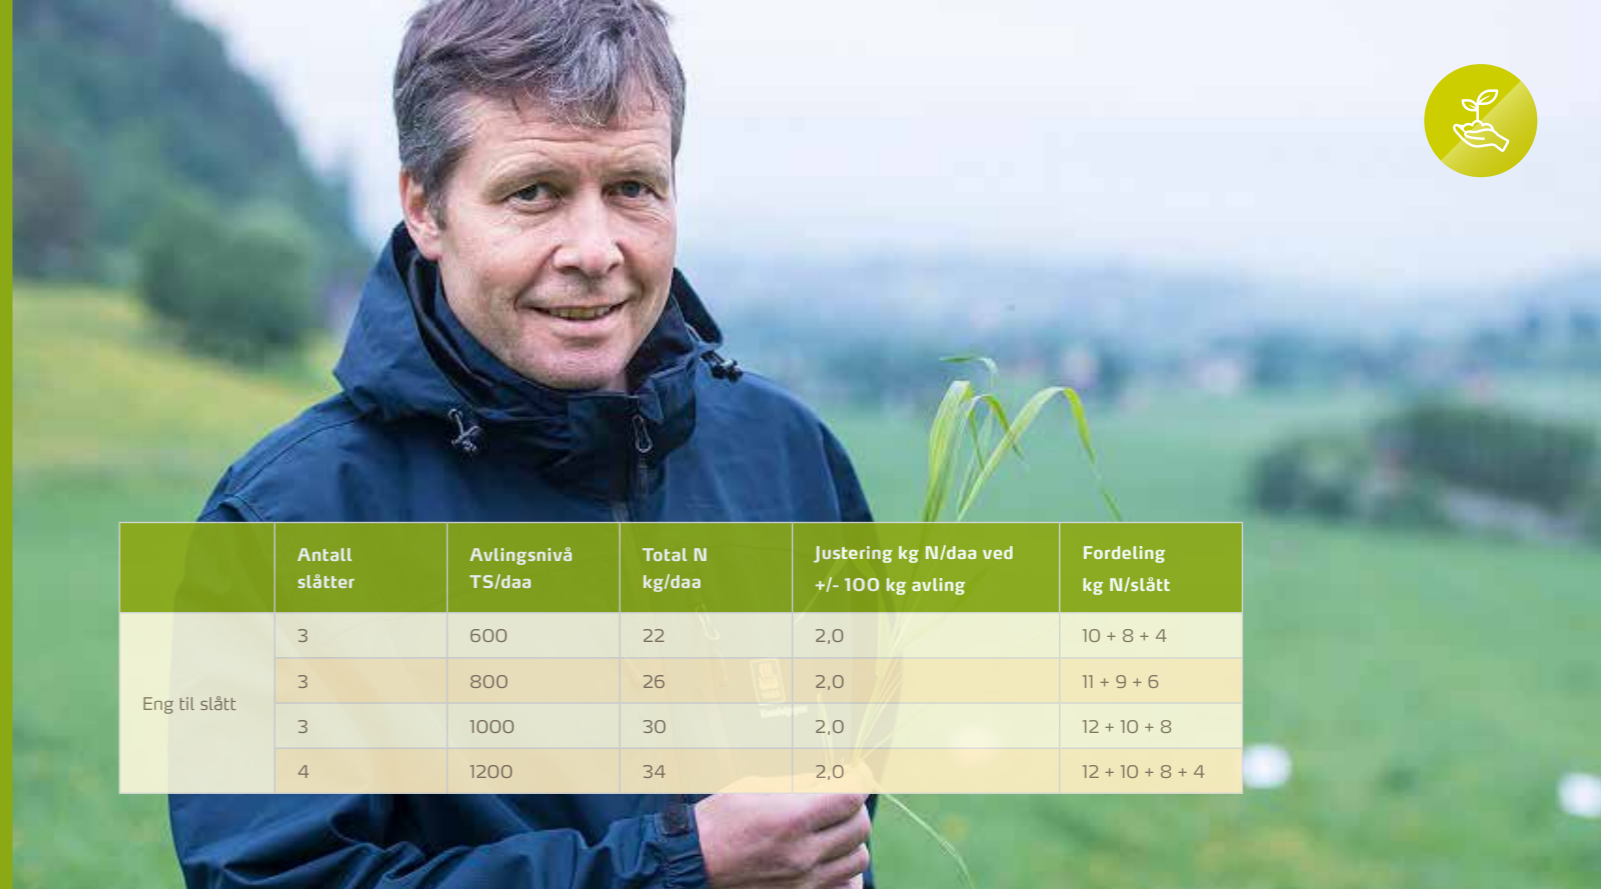 Antall slåtter
Avlingsnivå TS/daa
Total N kg/daa
Justering kg N/daa ved +/- 100 kg avling
Fordeling kg N/slått
Eng til slått
3 600 22 2,0 10 + 8 + 4
3 800 26 2,0 11 + 9 + 6
3 1000 30 2,0 12 + 10 + 8
4 1200 34 2,0 12 + 10 + 8 + 4